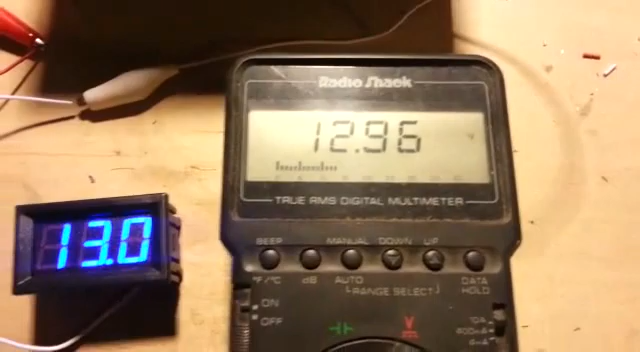 Radio Shack
12.96
TRUE RMS DIGITAL MULTIMETER
13.0
BEEP MANUAL DOWN UP
°F/°C dB AUTO DATA HOLD
RANGE SELECT
ON
OFF
V
10A
400mA